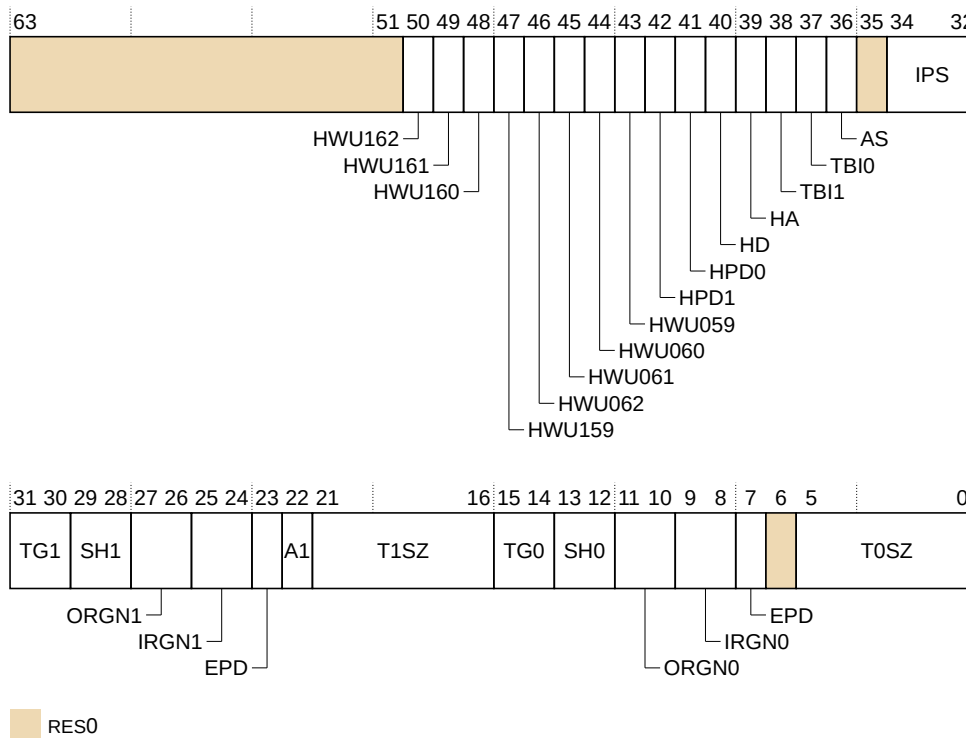 63 51 50 49 48 47 46 45 44 43 42 41 40 39 38 37 36 35 34 32
IPS
HWU162 AS
HWU161 TBI0
HWU160 TBI1
HA
HD
HPD0
HPD1
HWU059
HWU060
HWU061
HWU062
HWU159
31 30 29 28 27 26 25 24 23 22 21 16 15 14 13 12 11 10 9 8 7 6 5 0
TG1 SH1 A1 T1SZ TG0 SH0 T0SZ
ORGN1 EPD
IRGN1 IRGN0
EPD ORGN0
RES0